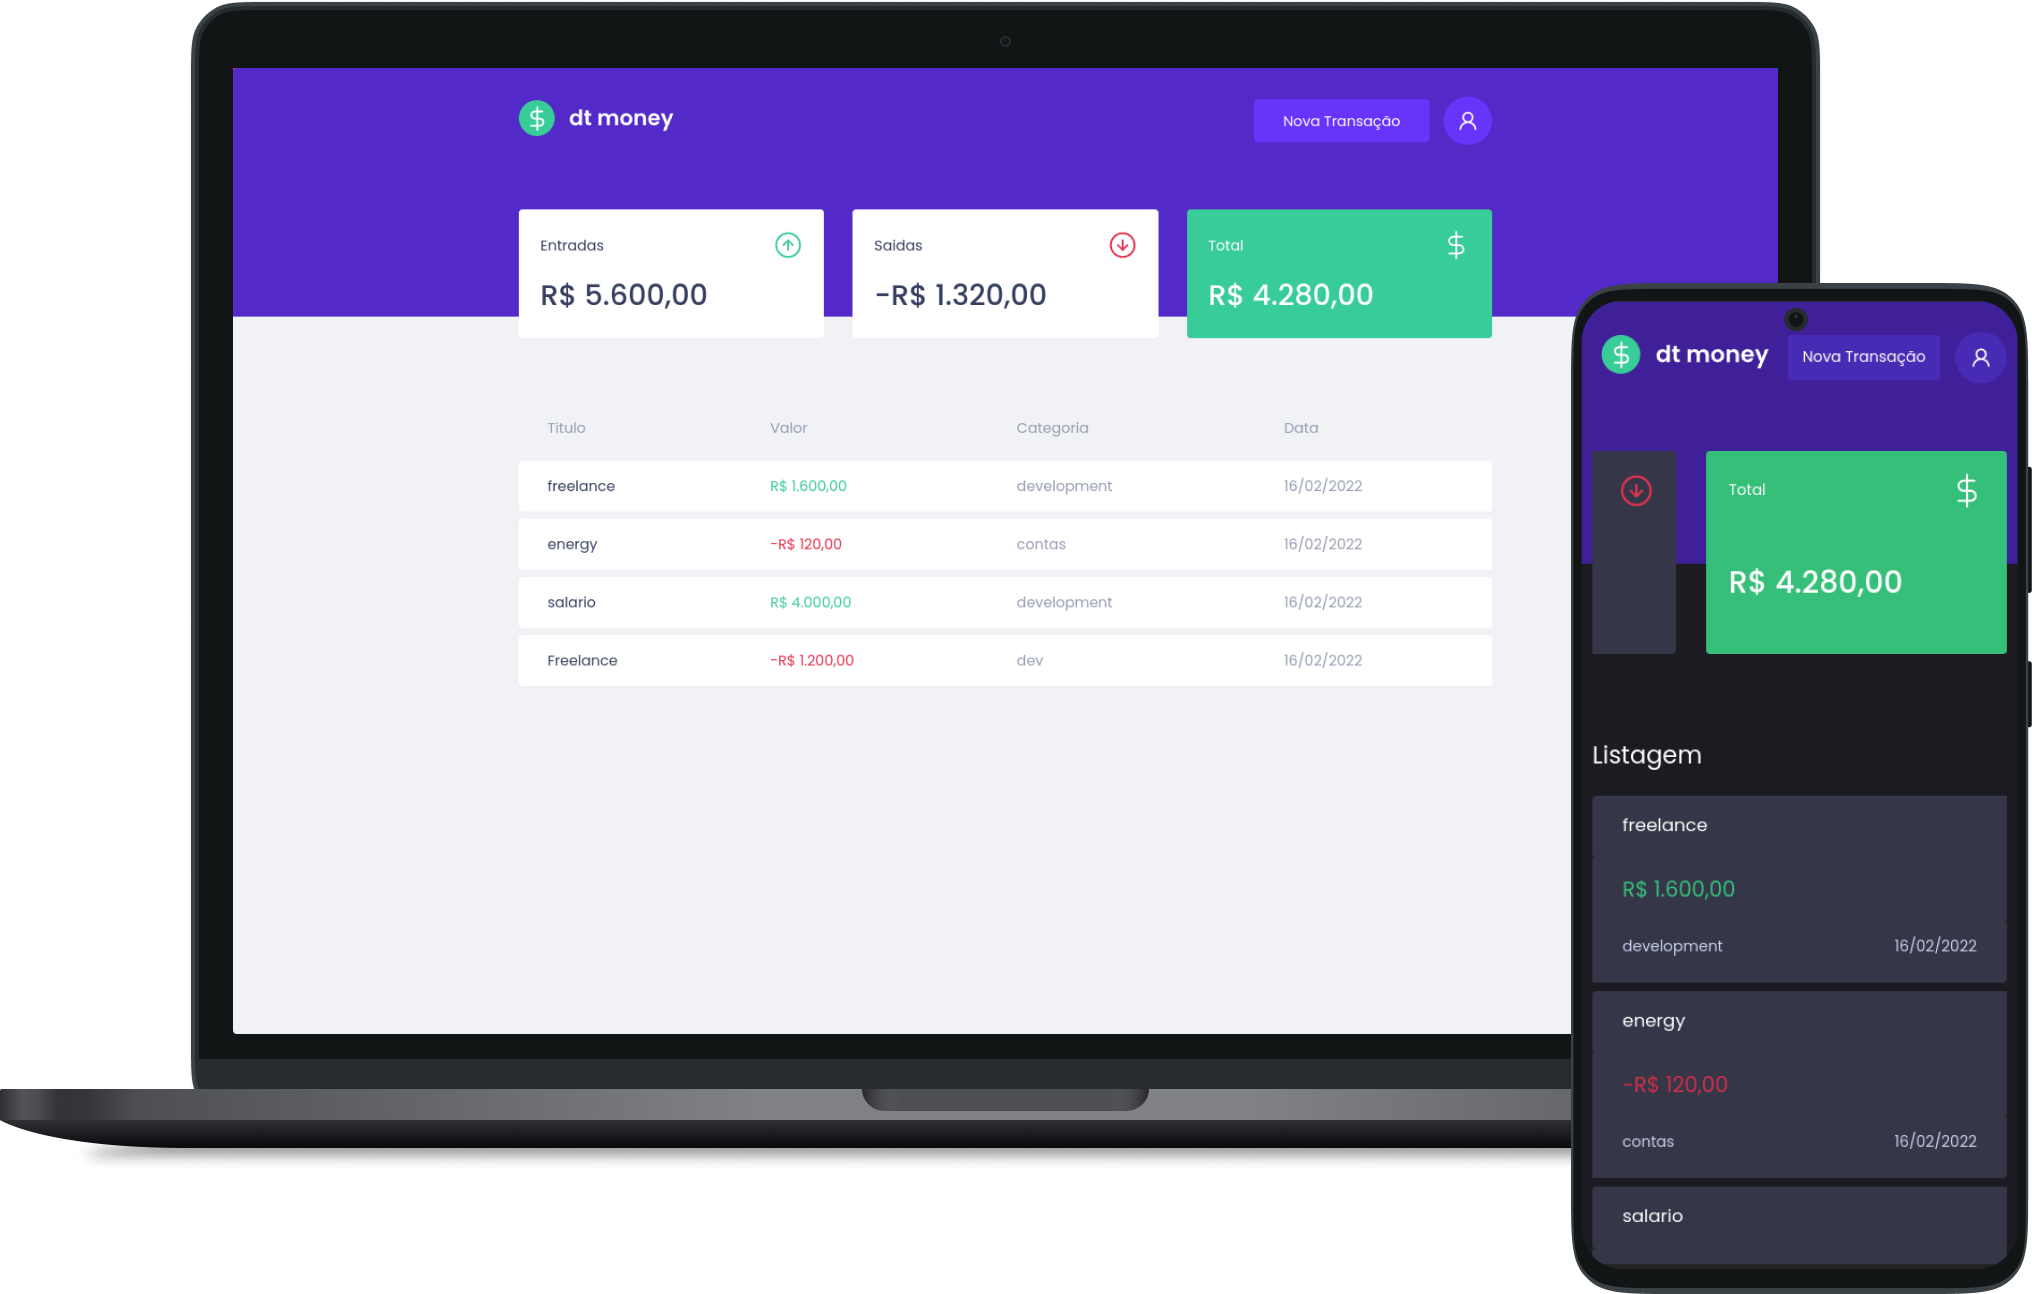 dt money
Nova Transação
Entradas
R$ 5.600,00
Saidas
-R$ 1.320,00
Total
R$ 4.280,00
Titulo Valor Categoria Data
freelance R$ 1.600,00 development 16/02/2022
energy -R$ 120,00 contas 16/02/2022
salario R$ 4.000,00 development 16/02/2022
Freelance -R$ 1.200,00 dev 16/02/2022
dt money
Nova Transação
Total
R$ 4.280,00
Listagem
freelance
R$ 1.600,00
development 16/02/2022
energy
-R$ 120,00
contas 16/02/2022
salario